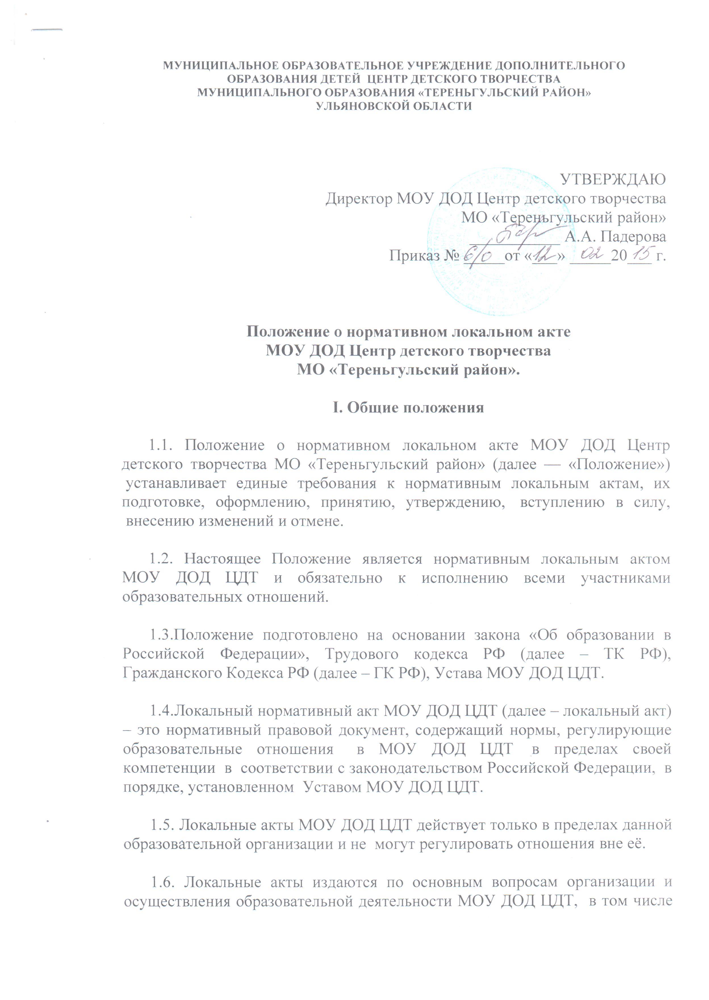 МУНИЦИПАЛЬНОЕ ОБРАЗОВАТЕЛЬНОЕ УЧРЕЖДЕНИЕ ДОПОЛНИТЕЛЬНОГО
ОБРАЗОВАНИЯ ДЕТЕЙ ЦЕНТР ДЕТСКОГО ТВОРЧЕСТВА
МУНИЦИПАЛЬНОГО ОБРАЗОВАНИЯ «ТЕРЕНЬГУЛЬСКИЙ РАЙОН»
УЛЬЯНОВСКОЙ ОБЛАСТИ
УТВЕРЖДАЮ
Директор МОУ ДОД Центр детского творчества
МО «Тереньгульский район»
___________ А.А. Падерова
Приказ № 6/0 от «12» 02 2015 г.
Положение о нормативном локальном акте
МОУ ДОД Центр детского творчества
МО «Тереньгульский район».
I. Общие положения
1.1. Положение о нормативном локальном акте МОУ ДОД Центр
детского творчества МО «Тереньгульский район» (далее — «Положение»)
устанавливает единые требования к нормативным локальным актам, их
подготовке, оформлению, принятию, утверждению, вступлению в силу,
внесению изменений и отмене.
1.2. Настоящее Положение является нормативным локальным актом
МОУ ДОД ЦДТ и обязательно к исполнению всеми участниками
образовательных отношений.
1.3.Положение подготовлено на основании закона «Об образовании в
Российской Федерации», Трудового кодекса РФ (далее – ТК РФ),
Гражданского Кодекса РФ (далее – ГК РФ), Устава МОУ ДОД ЦДТ.
1.4.Локальный нормативный акт МОУ ДОД ЦДТ (далее – локальный акт)
– это нормативный правовой документ, содержащий нормы, регулирующие
образовательные отношения в МОУ ДОД ЦДТ в пределах своей
компетенции в соответствии с законодательством Российской Федерации, в
порядке, установленном Уставом МОУ ДОД ЦДТ.
1.5. Локальные акты МОУ ДОД ЦДТ действует только в пределах данной
образовательной организации и не могут регулировать отношения вне её.
1.6. Локальные акты издаются по основным вопросам организации и
осуществления образовательной деятельности МОУ ДОД ЦДТ, в том числе